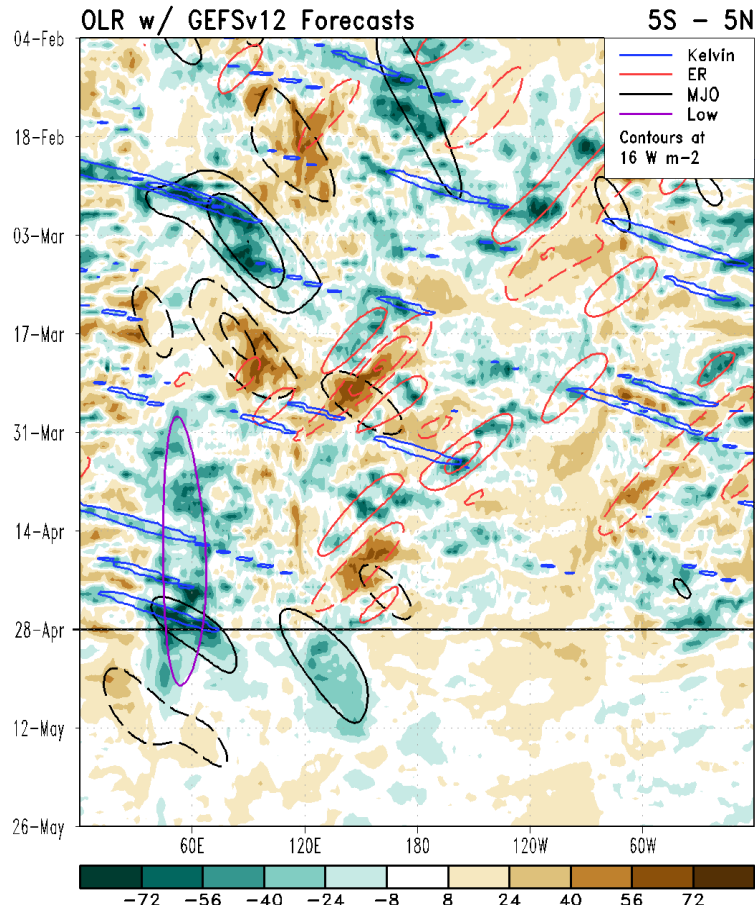 OLR w/ GEFSv12 Forecasts 5S - 5N
04-Feb
18-Feb
03-Mar
17-Mar
31-Mar
14-Apr
28-Apr
12-May
26-May
Kelvin
ER
MJO
Low
Contours at
16 W m-2
60E 120E 180 120W 60W
-72 -56 -40 -24 -8 8 24 40 56 72